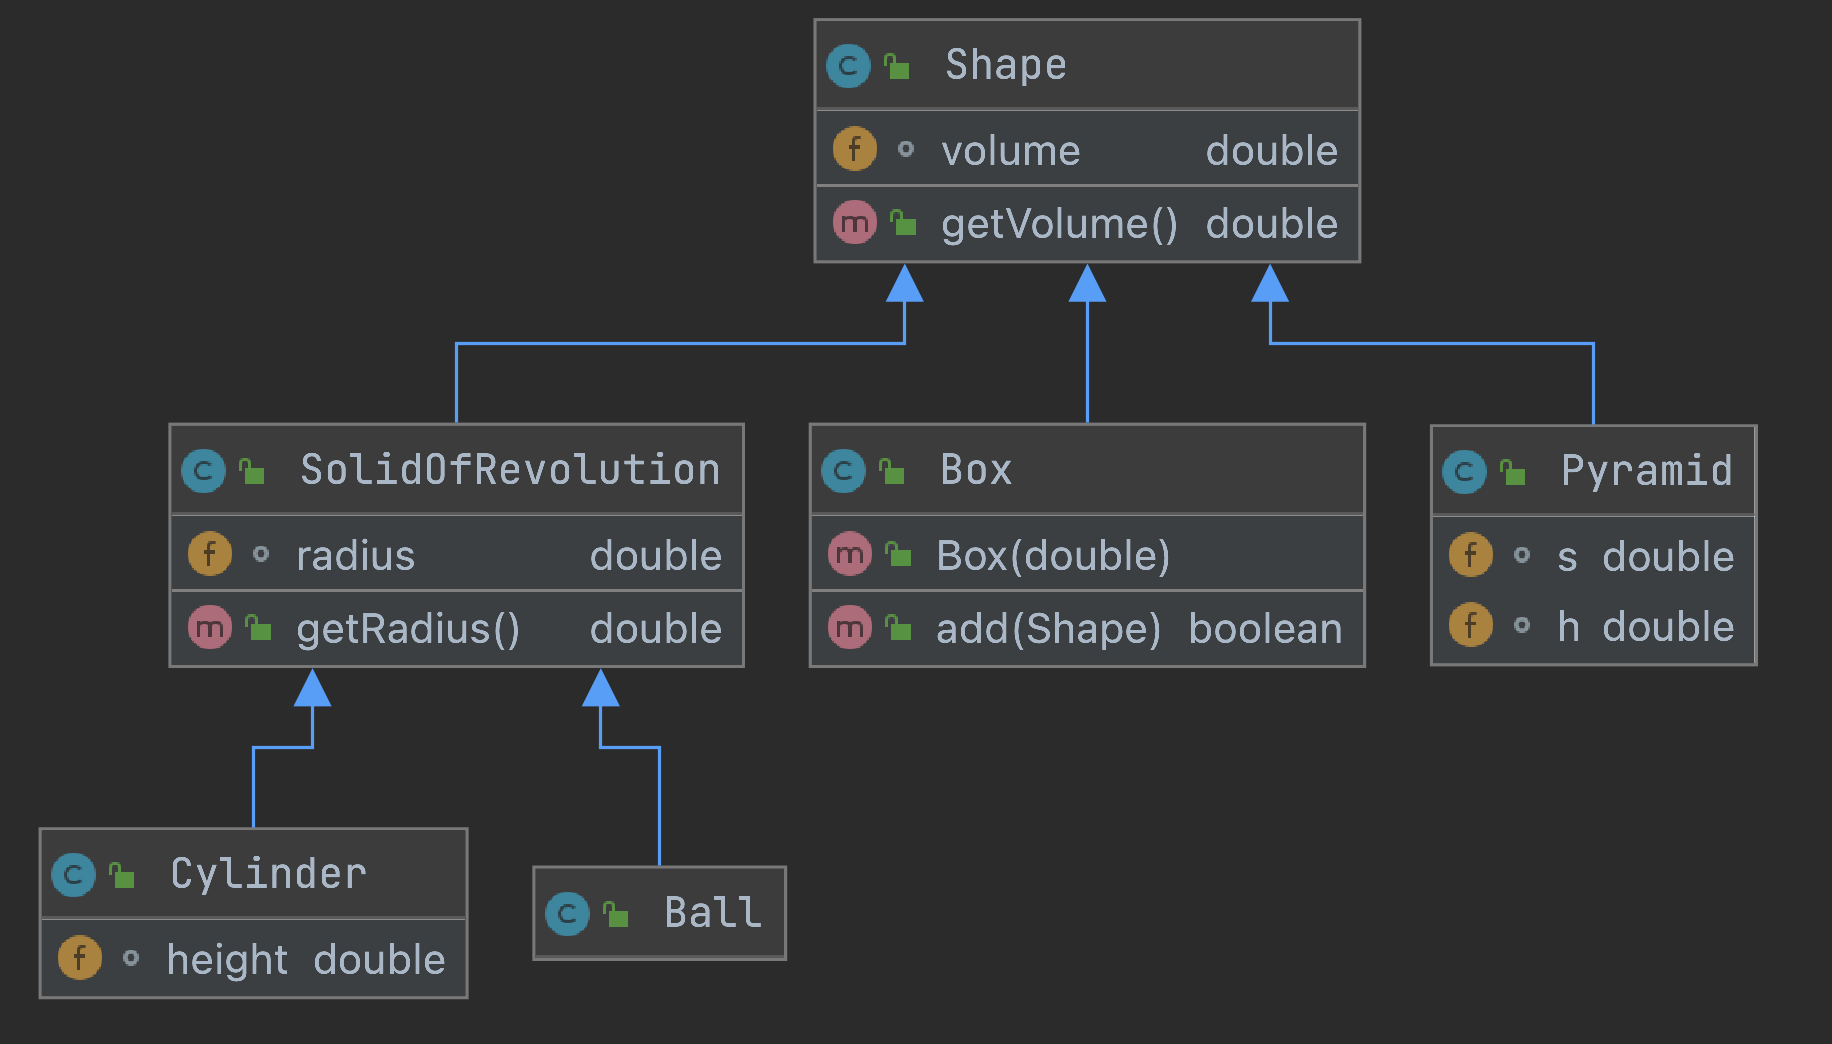 C Shape
f volume double
m getVolume() double
C SolidOfRevolution
f radius double
m getRadius() double
C Box
m Box(double)
m add(Shape) boolean
C Pyramid
f s double
f h double
C Cylinder
f height double
C Ball